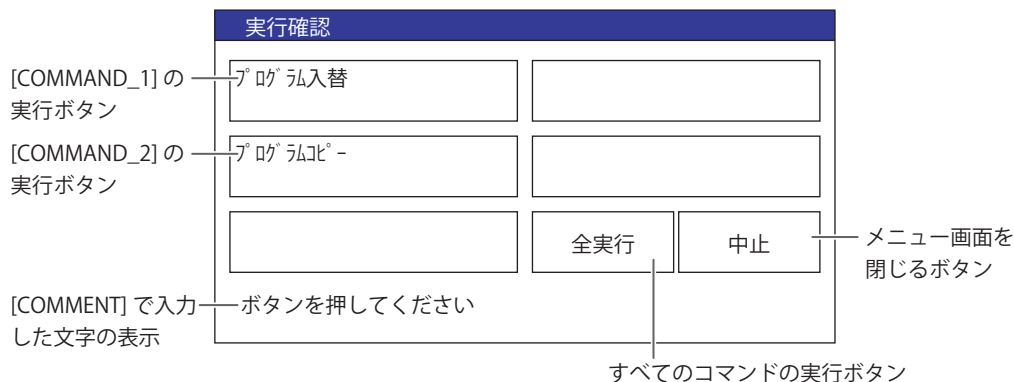 実行確認
[COMMAND_1] の
実行ボタン
ﾌﾟﾛｸﾞﾗﾑ入替
[COMMAND_2] の
実行ボタン
ﾌﾟﾛｸﾞﾗﾑｺﾋﾟｰ
全実行
中止
メニュー画面を
閉じるボタン
[COMMENT] で入力
した文字の表示
ボタンを押してください
すべてのコマンドの実行ボタン